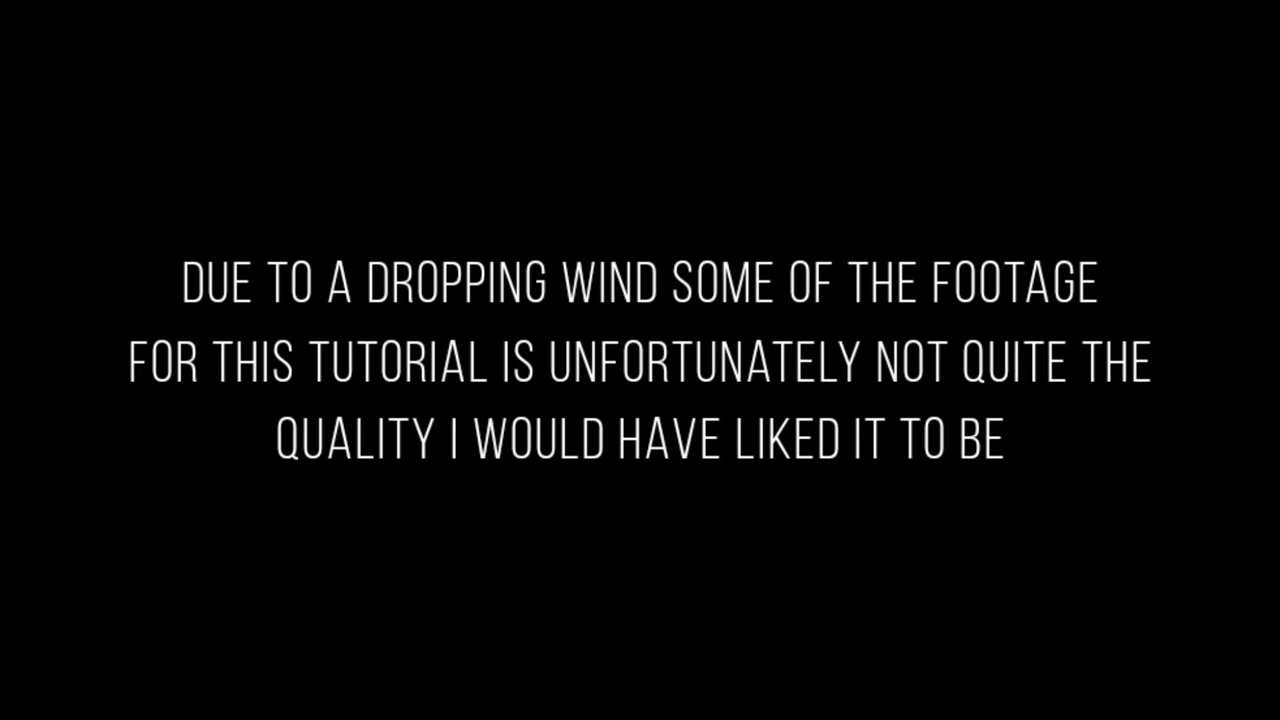 DUE TO A DROPPING WIND SOME OF THE FOOTAGE
FOR THIS TUTORIAL IS UNFORTUNATELY NOT QUITE THE
QUALITY I WOULD HAVE LIKED IT TO BE